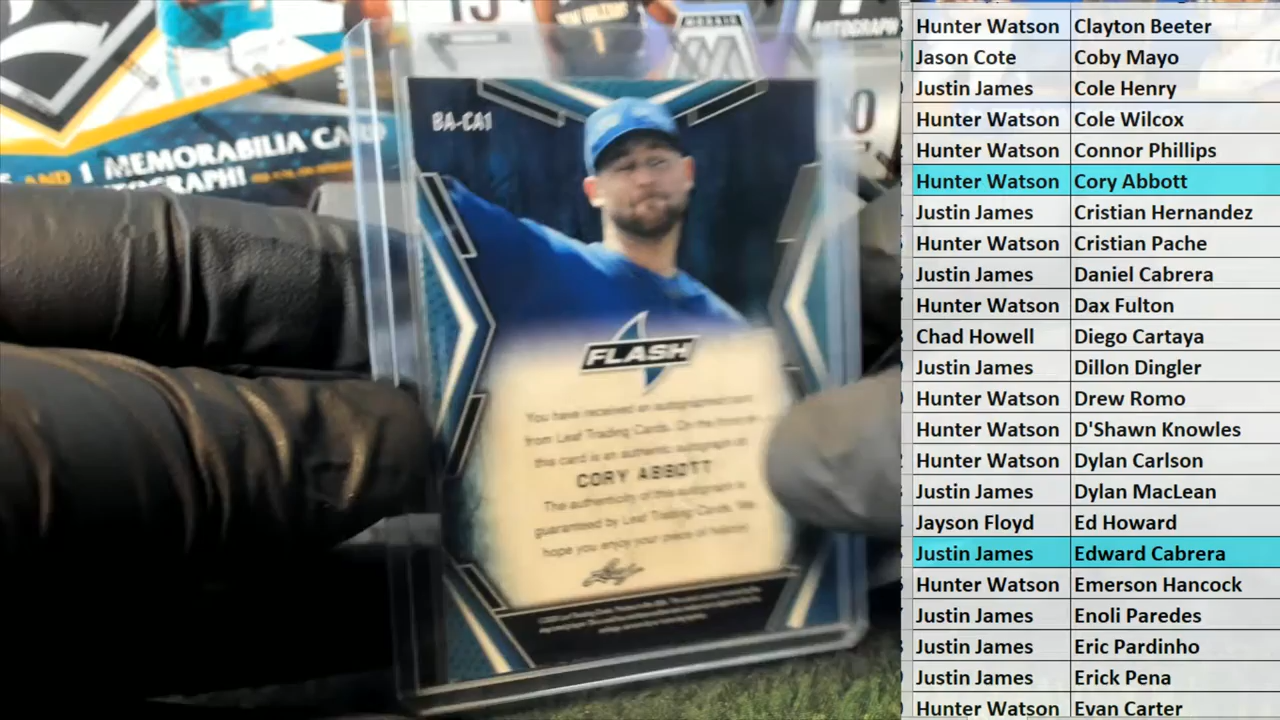 1 MEMORABILIA CA
AUTOGRAPH
BA-CA1
FLASH
You have received an autographed card
from Leaf Trading Cards. On the front of
this card is an authentic autograph of
CORY ABBOTT
The authenticity of this autograph is
guaranteed by Leaf Trading Cards. We
hope you enjoy your piece of history!
Leaf
Hunter Watson Clayton Beeter
Jason Cote Coby Mayo
Justin James Cole Henry
Hunter Watson Cole Wilcox
Hunter Watson Connor Phillips
Hunter Watson Cory Abbott
Justin James Cristian Hernandez
Hunter Watson Cristian Pache
Justin James Daniel Cabrera
Hunter Watson Dax Fulton
Chad Howell Diego Cartaya
Justin James Dillon Dingler
Hunter Watson Drew Romo
Hunter Watson D'Shawn Knowles
Hunter Watson Dylan Carlson
Justin James Dylan MacLean
Jayson Floyd Ed Howard
Justin James Edward Cabrera
Hunter Watson Emerson Hancock
Justin James Enoli Paredes
Justin James Eric Pardinho
Justin James Erick Pena
Hunter Watson Evan Carter